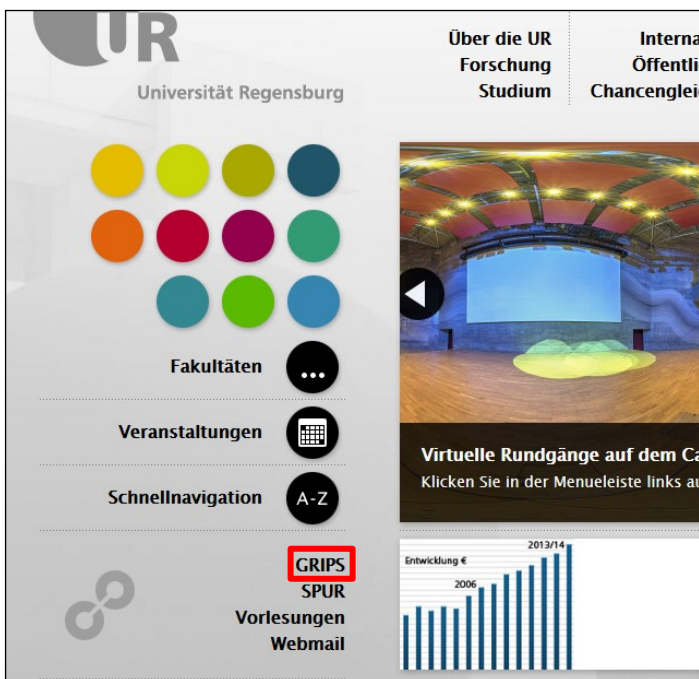 UR
Universität Regensburg
Über die UR
Forschung
Studium
Fakultäten
...
Veranstaltungen
Schnellnavigation
A-Z
GRIPS
SPUR
Vorlesungen
Webmail
Virtuelle Rundgänge auf dem
Klicken Sie in der Menueleiste links
Entwicklung €
2006
2013/14